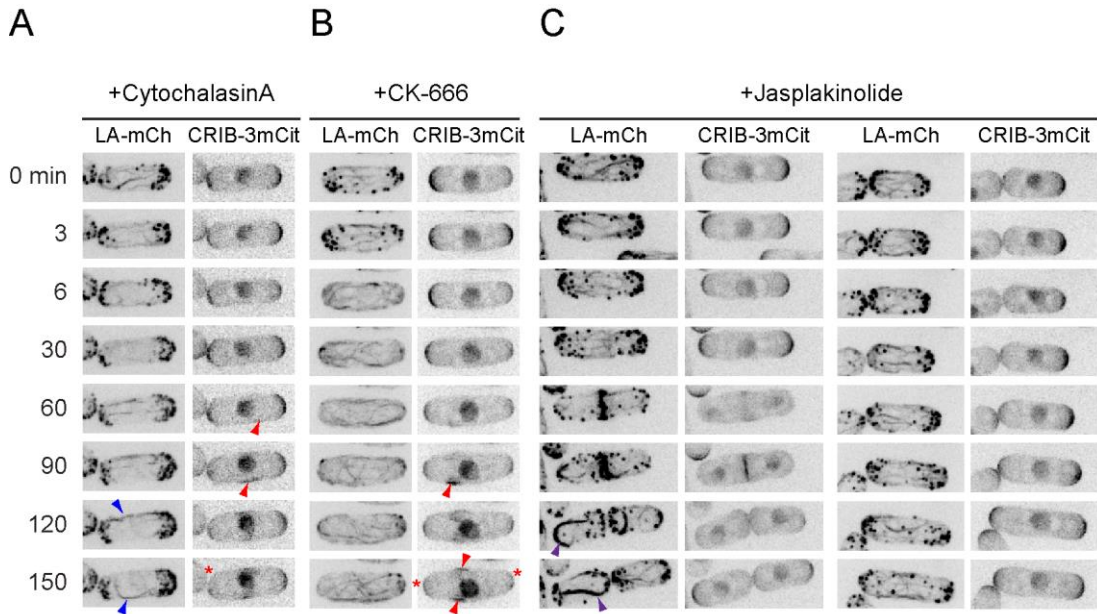 A B C
+CytochalasinA +CK-666 +Jasplakinolide
LA-mCh CRIB-3mCit LA-mCh CRIB-3mCit LA-mCh CRIB-3mCit LA-mCh CRIB-3mCit
0 min
3
6
30
60
90
120
* 
150 * *